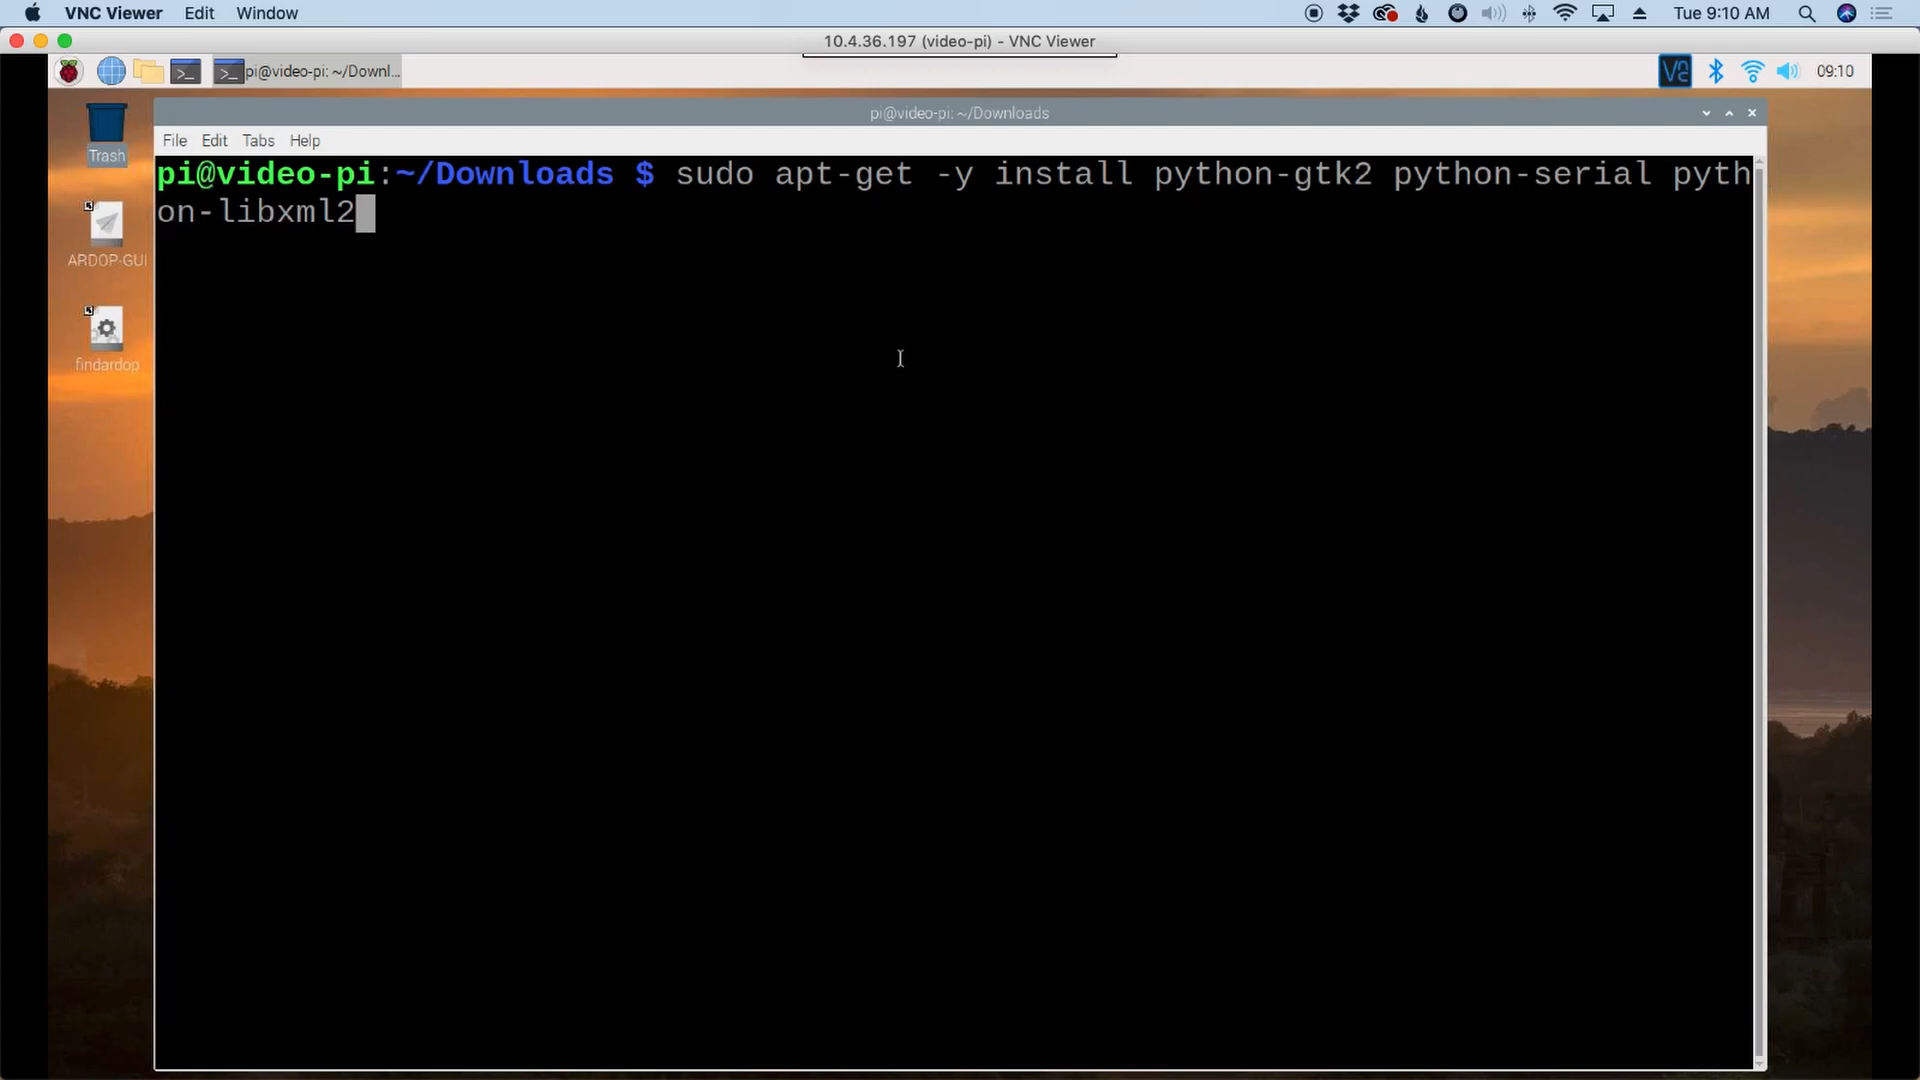 VNC Viewer Edit Window Tue 9:10 AM
10.4.36.197 (video-pi) - VNC Viewer
pi@video-pi: ~/Downl... 09:10
pi@video-pi: ~/Downloads
File Edit Tabs Help
pi@video-pi:~/Downloads $ sudo apt-get -y install python-gtk2 python-serial pyth
on-libxml2
Trash
ARDOP-GUI
findardop